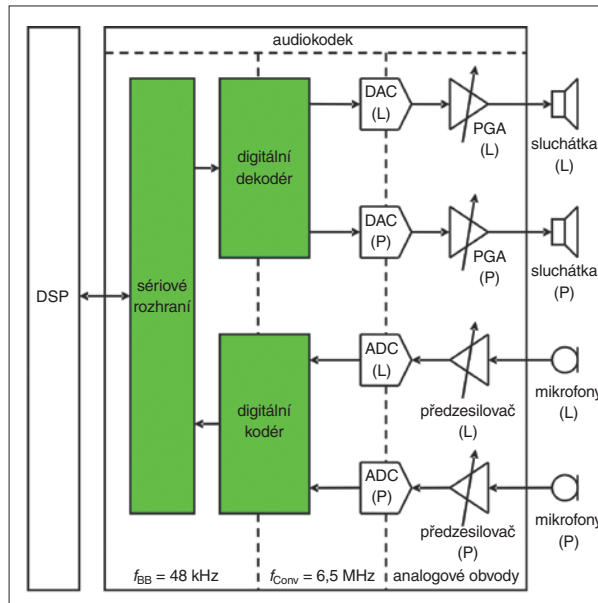 audiokodek
DSP
sériové
rozhraní
digitální
dekodér
DAC
(L)
PGA
(L)
sluchátka
(L)
DAC
(P)
PGA
(P)
sluchátka
(P)
digitální
kodér
ADC
(L)
předzesilovač
(L)
mikrofony
(L)
ADC
(P)
předzesilovač
(P)
mikrofony
(P)
fBB = 48 kHz
fConv = 6,5 MHz
analogové obvody